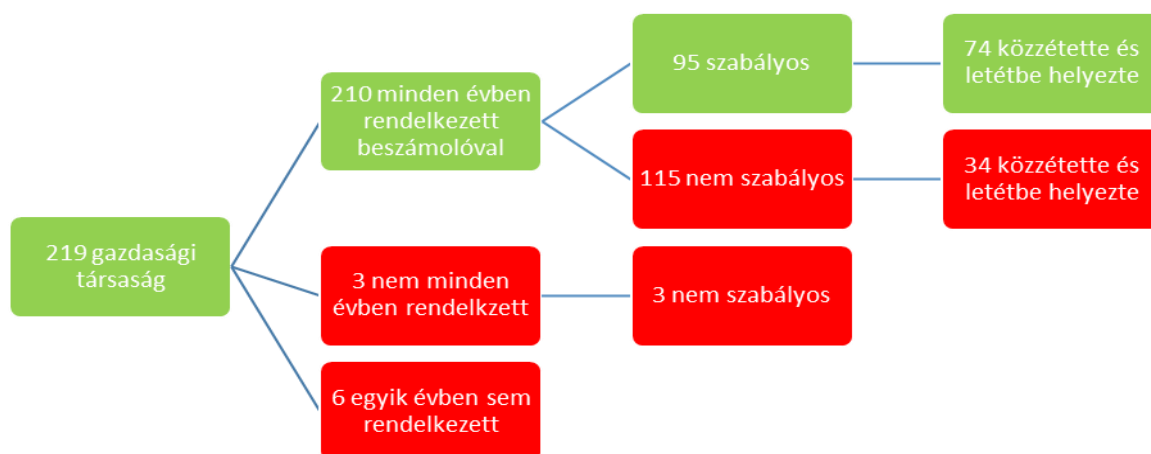 219 gazdasági
társaság
210 minden évben
rendelkezett
beszámolóval
95 szabályos
74 közzétette és
letétbe helyezte
115 nem szabályos
34 közzétette és
letétbe helyezte
3 nem minden
évben rendelkzett
3 nem szabályos
6 egyik évben sem
rendelkezett